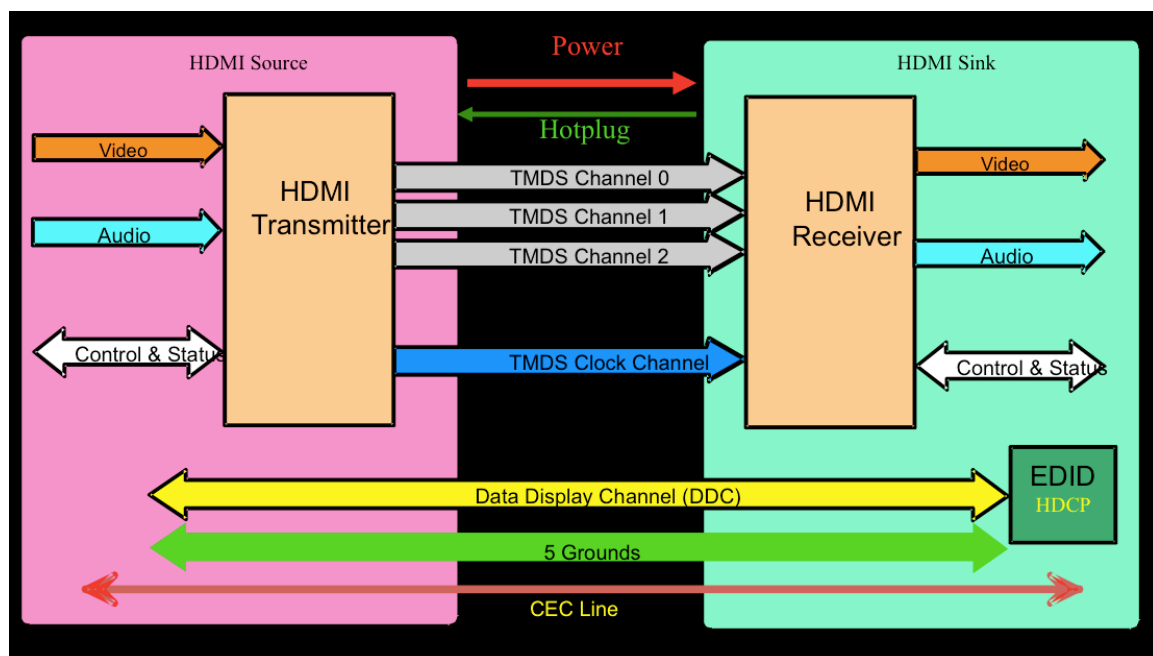 HDMI Source
Power
HDMI Sink
Hotplug
Video
HDMI
Transmitter
Audio
Control & Status
TMDS Channel 0
TMDS Channel 1
TMDS Channel 2
TMDS Clock Channel
HDMI
Receiver
Video
Audio
Control & Status
Data Display Channel (DDC)
EDID
HDCP
5 Grounds
CEC Line